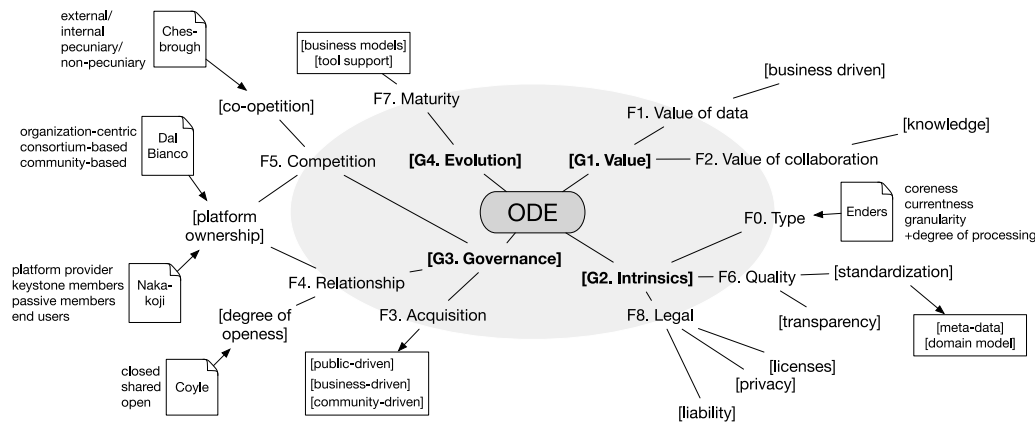 external/
internal
pecuniary/
non-pecuniary
Ches-
brough
[business models]
[tool support]
[business driven]
[co-opetition]
F7. Maturity
F1. Value of data
[knowledge]
organization-centric
consortium-based
community-based
Dal
Bianco
F5. Competition
[G4. Evolution]
[G1. Value]
F2. Value of collaboration
ODE
[platform
ownership]
F0. Type
Enders
coreness
currentness
granularity
+degree of processing
[G3. Governance]
[G2. Intrinsics]
F6. Quality
[standardization]
platform provider
keystone members
passive members
end users
Naka-
koji
F4. Relationship
[degree of
openess]
F3. Acquisition
F8. Legal
[transparency]
[meta-data]
[domain model]
closed
shared
open
Coyle
[public-driven]
[business-driven]
[community-driven]
[licenses]
[privacy]
[liability]